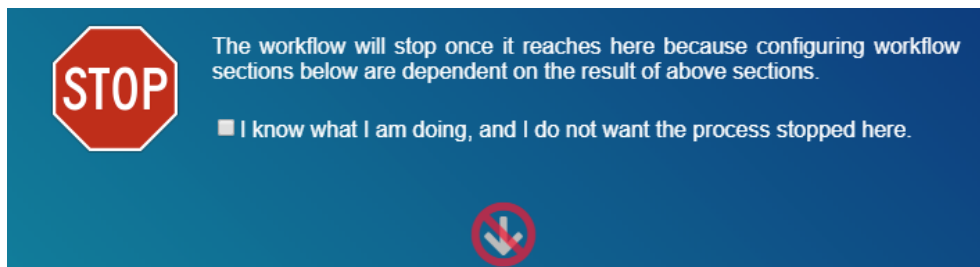 STOP
The workflow will stop once it reaches here because configuring workflow
sections below are dependent on the result of above sections.
I know what I am doing, and I do not want the process stopped here.